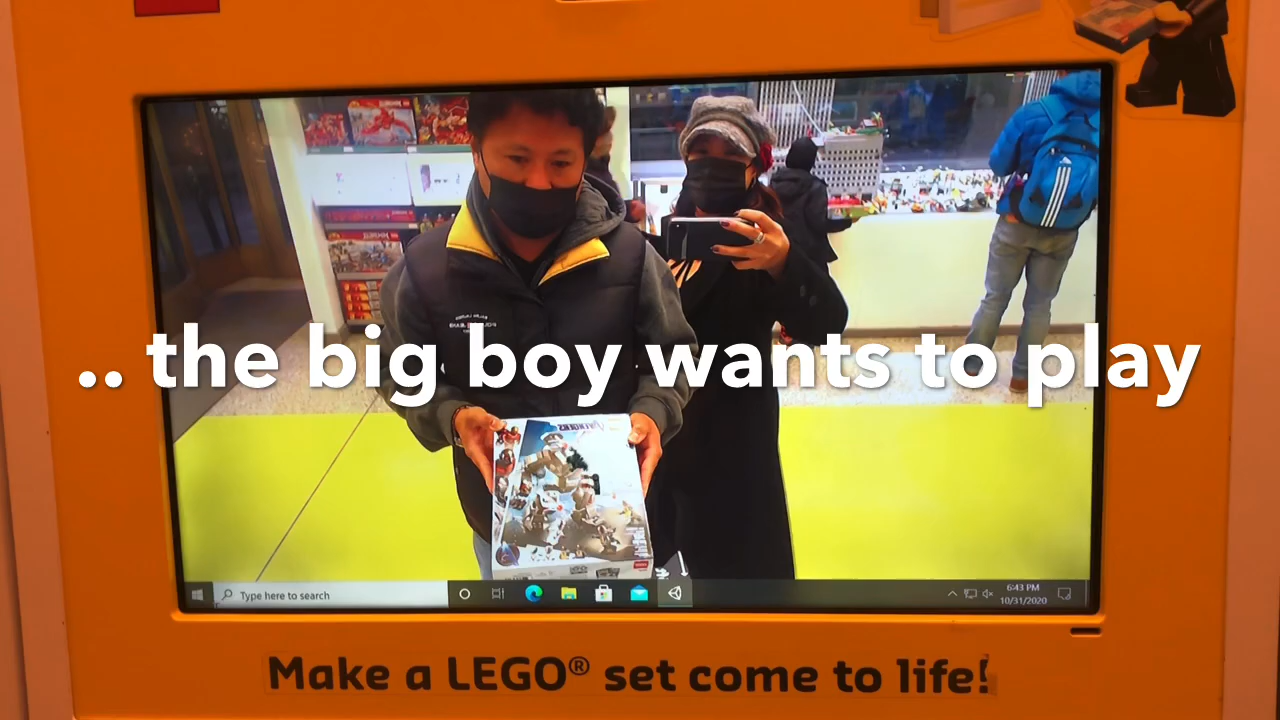 .. the big boy wants to play
Type here to search
6:43 PM
10/31/2020
Make a LEGO® set come to life!